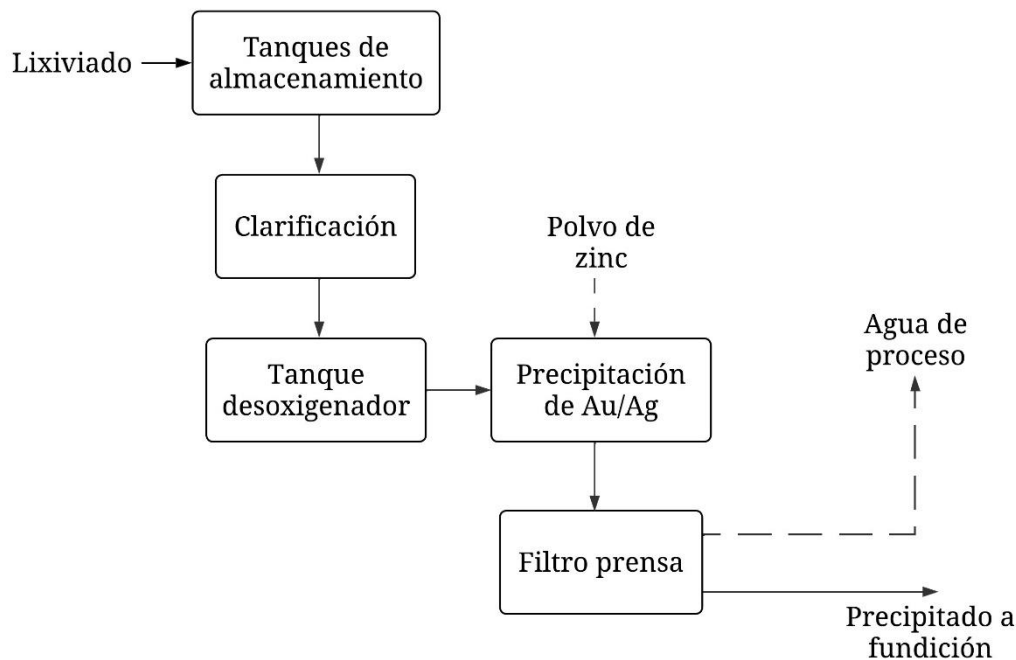 Lixiviado
Tanques de
almacenamiento
Clarificación
Polvo de
zinc
Tanque
desoxigenador
Precipitación
de Au/Ag
Agua de
proceso
Filtro prensa
Precipitado a
fundición